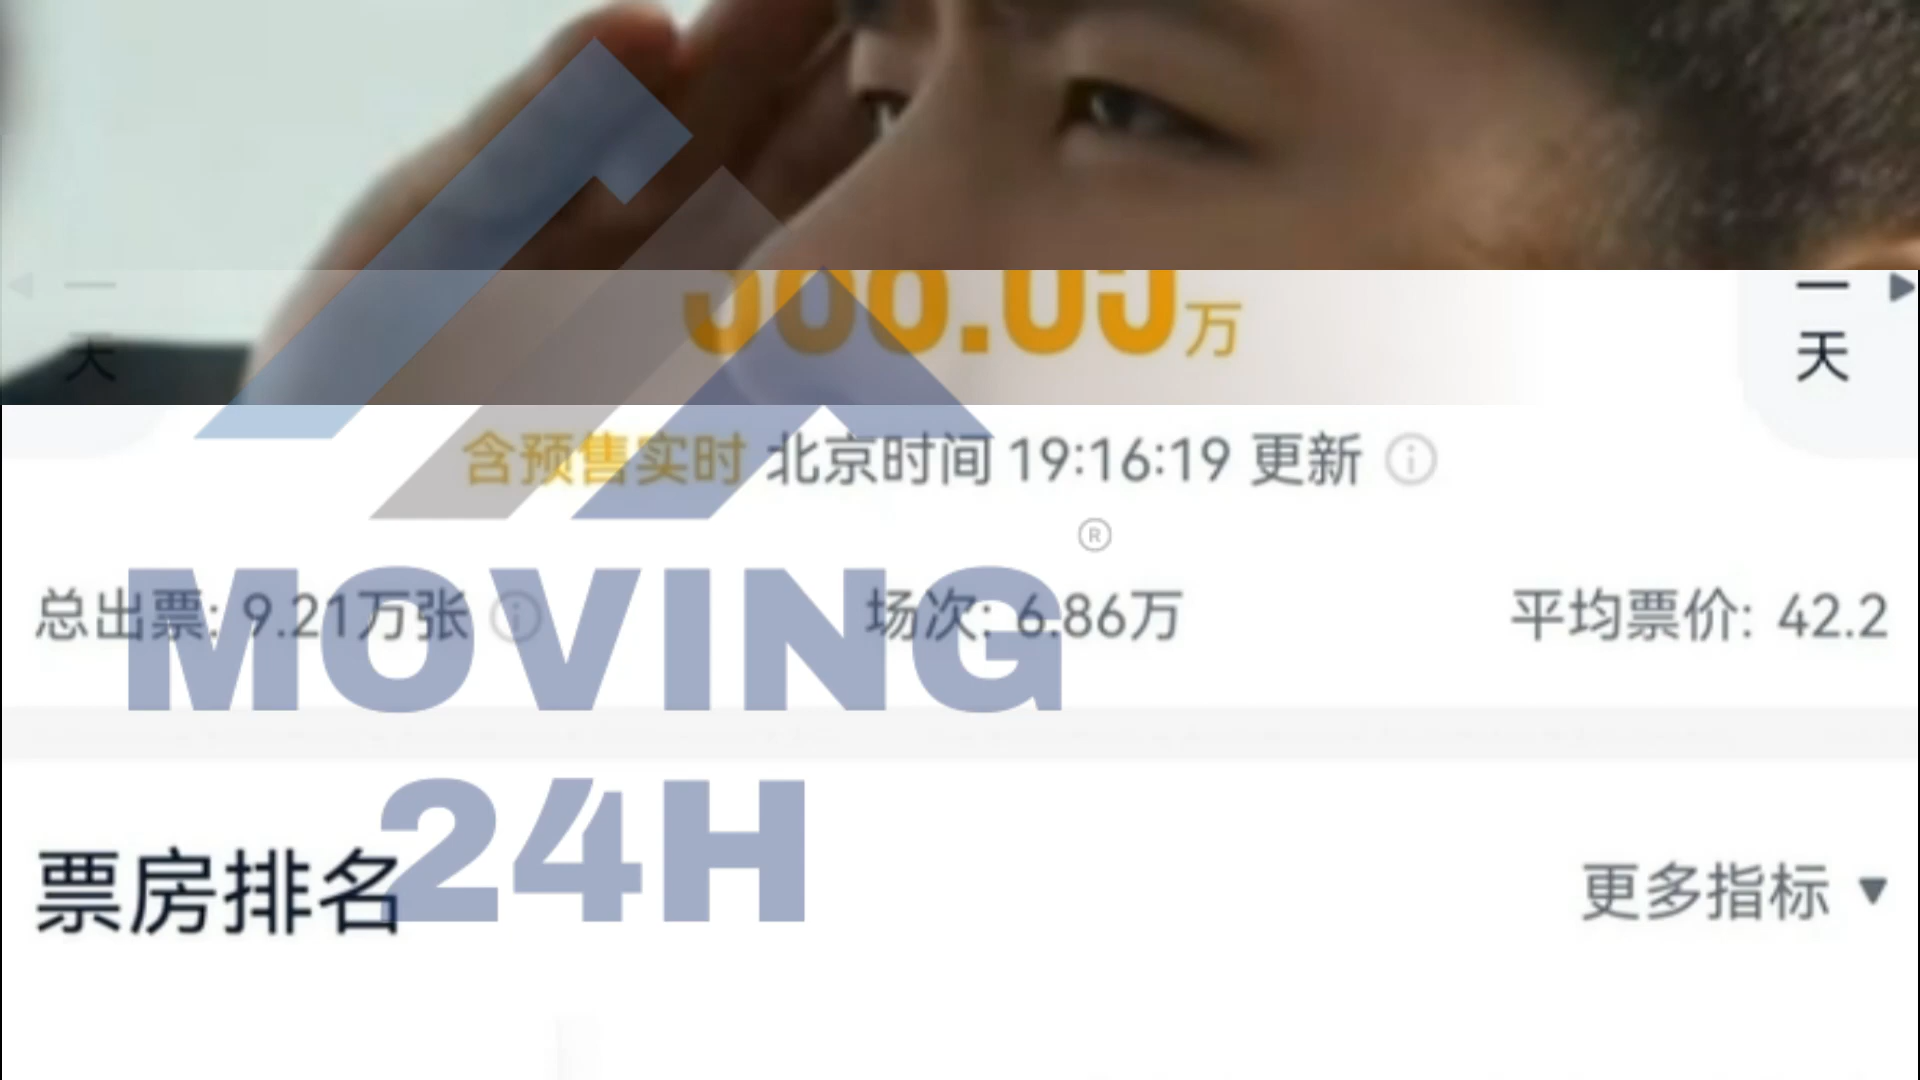 万
一天
一天
含预售实时 北京时间 19:16:19 更新
®
总出票: 9.21万张
场次: 6.86万
平均票价: 42.2
MOVING
24H
票房排名
更多指标